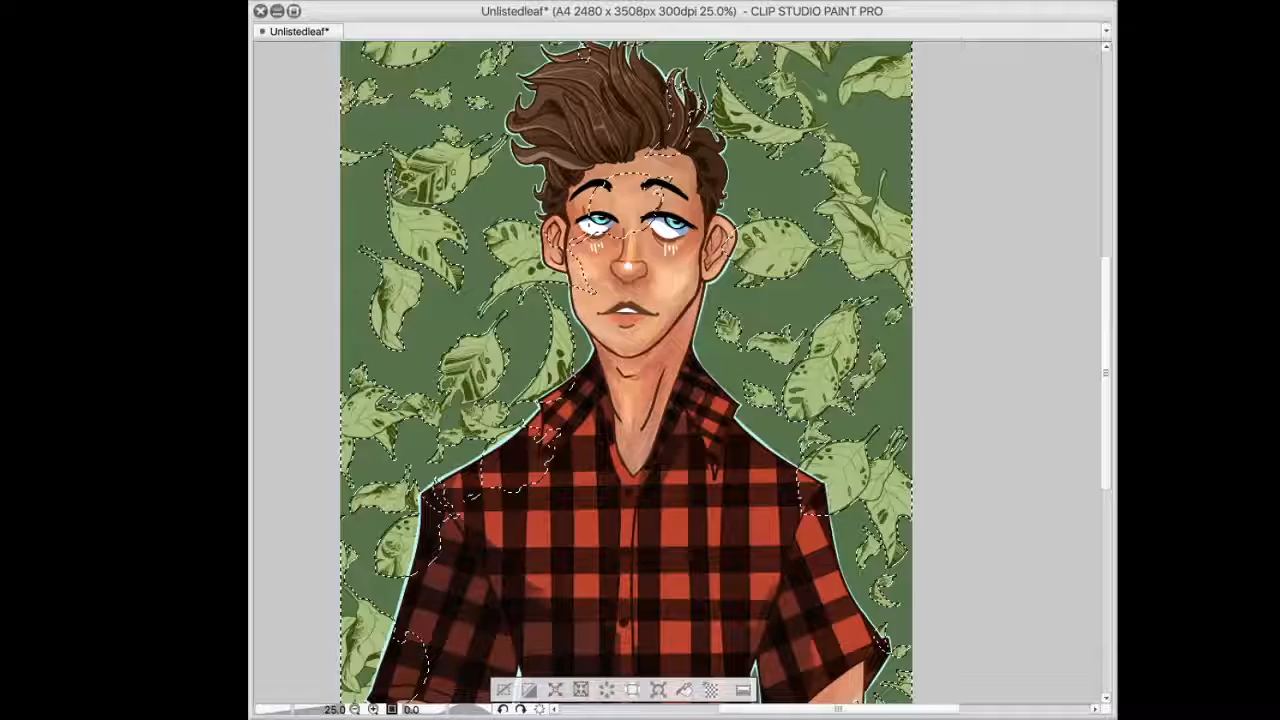 Unlistedleaf* (A4 2480 x 3508px 300dpi 25.0%) - CLIP STUDIO PAINT PRO
Unlistedleaf*
25.0
0.0